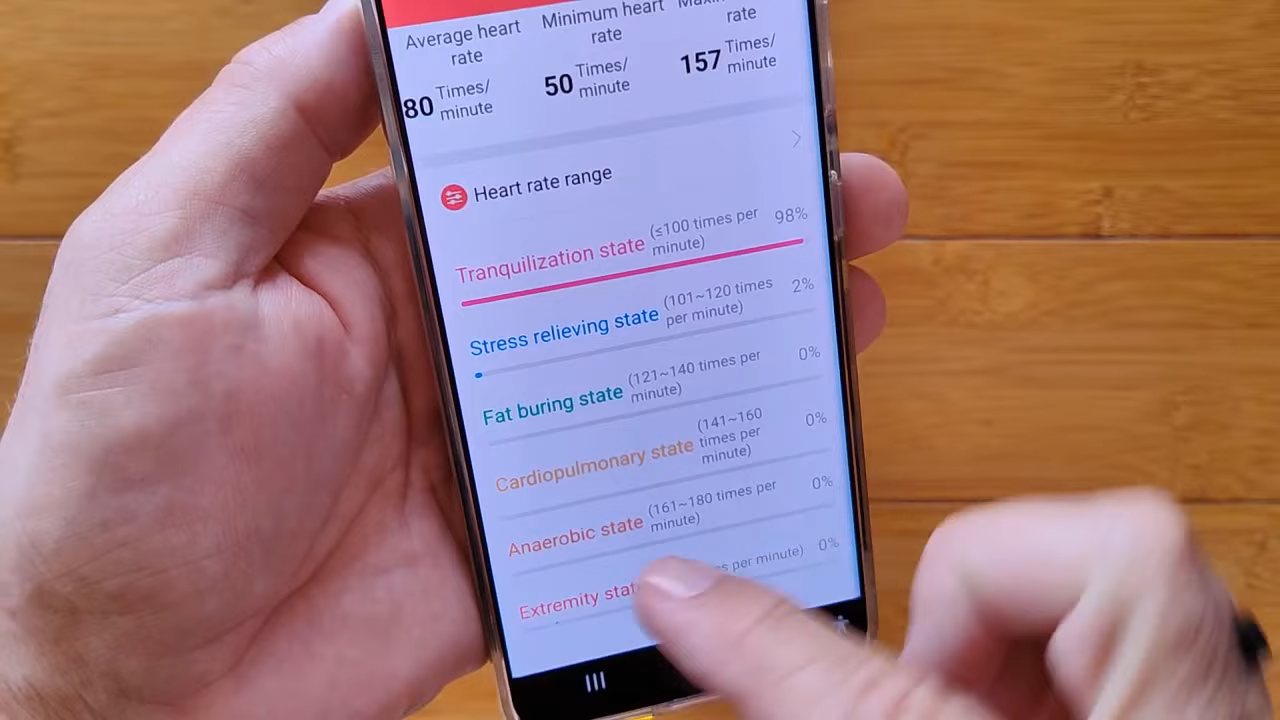 Average heart
rate
Minimum heart
rate
rate
80 Times/
minute
50 Times/
minute
157 Times/
minute
Heart rate range
Tranquilization state (≤100 times per
minute)
98%
Stress relieving state (101~120 times
per minute)
2%
Fat buring state (121~140 times per
minute)
0%
Cardiopulmonary state (141~160
times per
minute)
0%
Anaerobic state (161~180 times per
minute)
0%
Extremity per minute)
0%